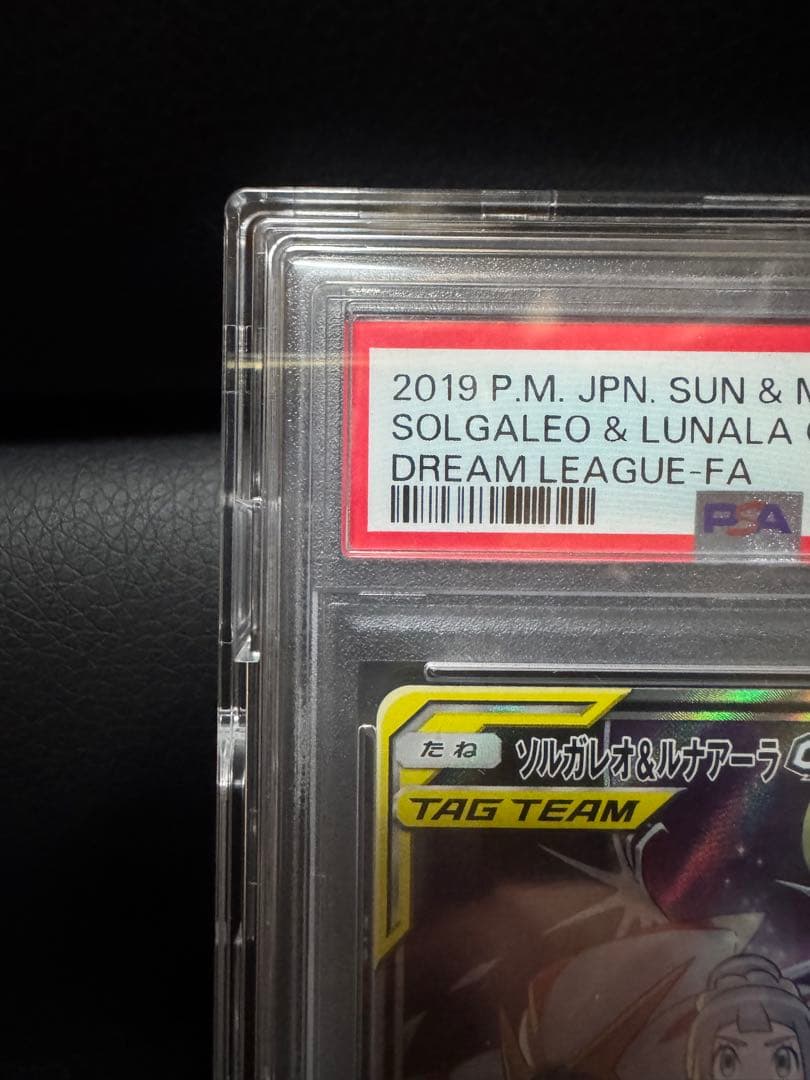 2019 P.M. JPN. SUN &
SOLGALEO & LUNALA
DREAM LEAGUE-FA
PSA
たね
ソルガレオ&ルナアーラ
TAG TEAM